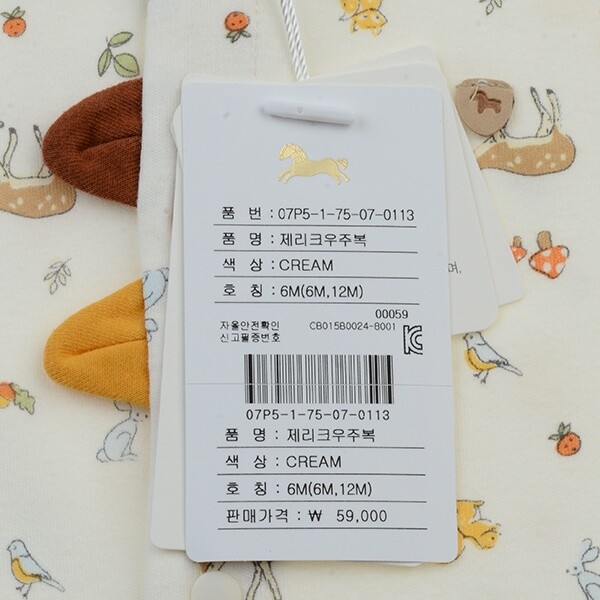 품 번 : 07P5-1-75-07-0113
품 명 : 제리크우주복
색 상 : CREAM
호 칭 : 6M(6M,12M)
00059
자율안전확인 CB015B0024-8001
신고필증번호
07P5-1-75-07-0113
품 명 : 제리크우주복
색 상 : CREAM
호 칭 : 6M(6M,12M)
판매가격 : ₩ 59,000
며,